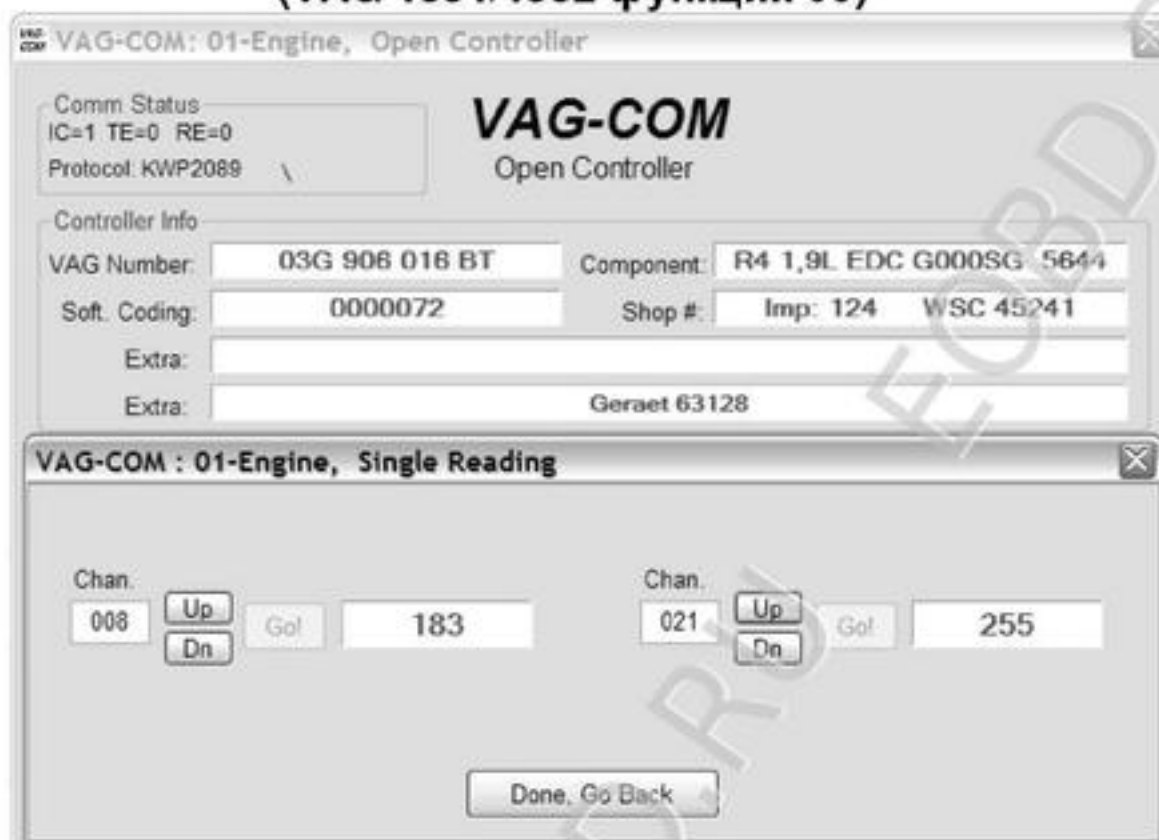 VAG-COM: 01-Engine, Open Controller
Comm Status
IC=1 TE=0 RE=0
Protocol: KWP2089 \
VAG-COM
Open Controller
Controller Info
VAG Number: 03G 906 016 BT Component: R4 1,9L EDC G000SG 5644
Soft. Coding: 0000072 Shop #: Imp: 124 WSC 45241
Extra:
Extra: Geraet 63128
VAG-COM : 01-Engine, Single Reading
Chan. Chan.
008 Up Dn Go! 183 021 Up Dn Go! 255
Done, Go Back
EOBD
RU